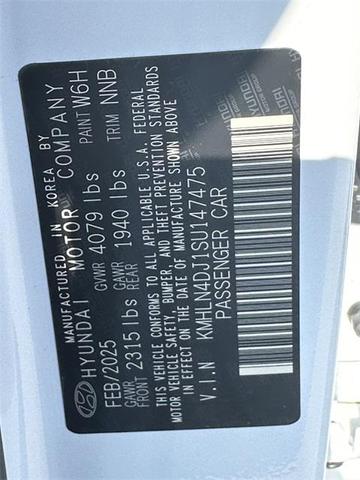 MANUFACTURED IN KOREA BY
HYUNDAI MOTOR COMPANY
FEB/2025 GVWR 4079 lbs PAINT W6H
GAWR FRONT 2315 lbs GAWR REAR 1940 lbs TRIM NNB
THIS VEHICLE CONFORMS TO ALL APPLICABLE U.S.A. FEDERAL
MOTOR VEHICLE SAFETY, BUMPER, AND THEFT PREVENTION STANDARDS
IN EFFECT ON THE DATE OF MANUFACTURE SHOWN ABOVE
V.I.N KMHLN4DJ1SU147475
PASSENGER CAR
HYUNDAI